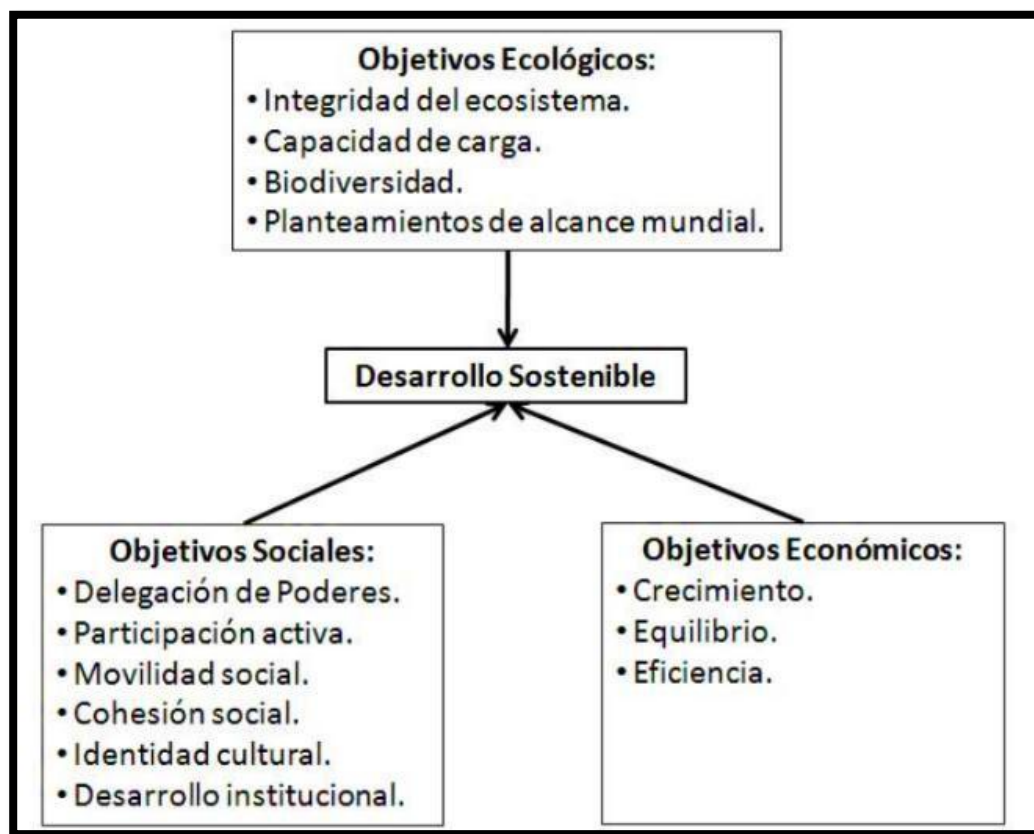 Objetivos Ecológicos:
• Integridad del ecosistema.
• Capacidad de carga.
• Biodiversidad.
• Planteamientos de alcance mundial.
Desarrollo Sostenible
Objetivos Sociales:
• Delegación de Poderes.
• Participación activa.
• Movilidad social.
• Cohesión social.
• Identidad cultural.
• Desarrollo institucional.
Objetivos Económicos:
• Crecimiento.
• Equilibrio.
• Eficiencia.